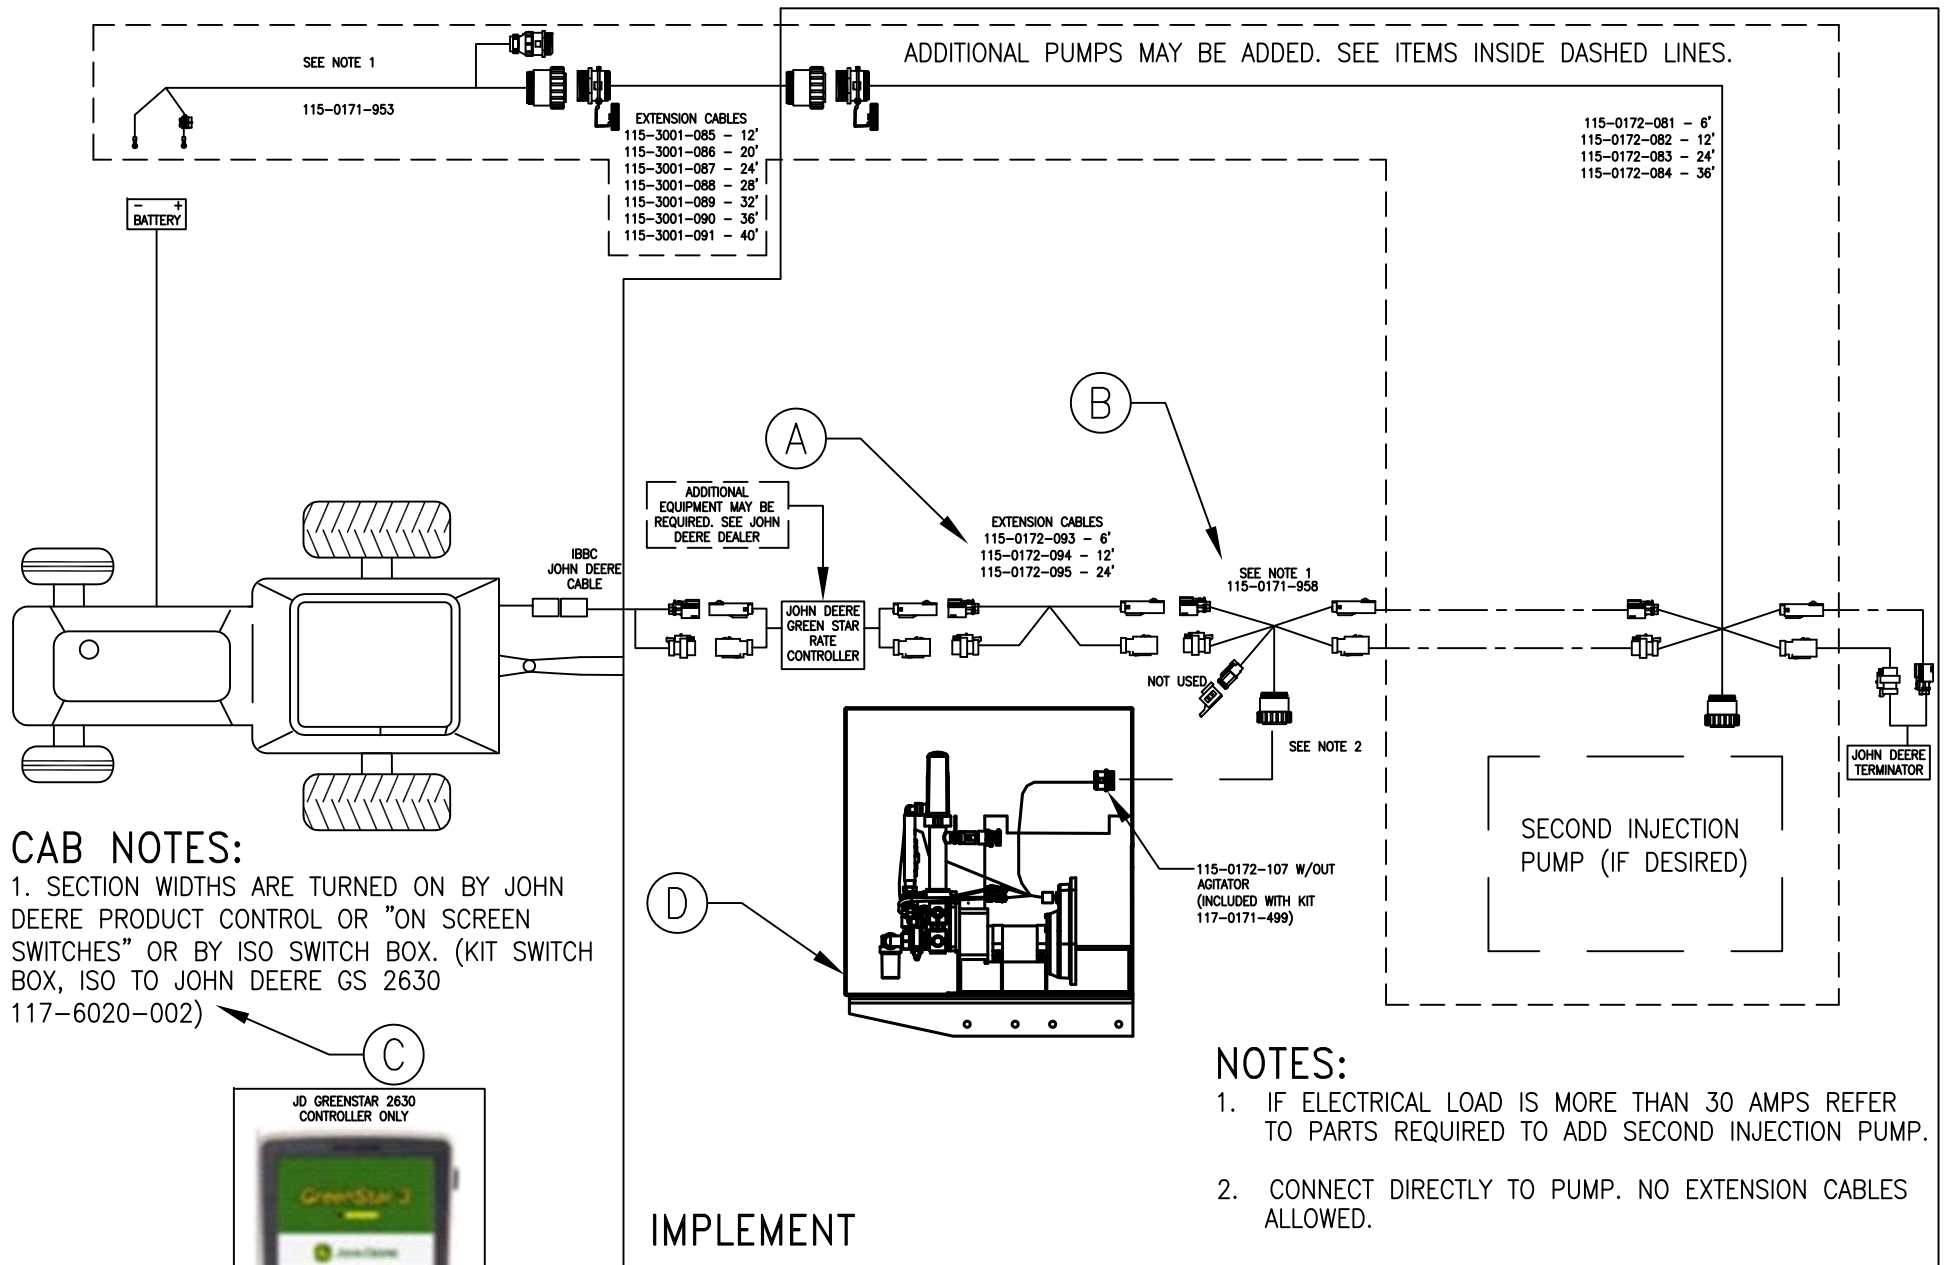 ADDITIONAL PUMPS MAY BE ADDED. SEE ITEMS INSIDE DASHED LINES.
SEE NOTE 1
115-0171-953
EXTENSION CABLES
115-3001-085 - 12'
115-3001-086 - 20'
115-3001-087 - 24'
115-3001-088 - 28'
115-3001-089 - 32'
115-3001-090 - 36'
115-3001-091 - 40'
115-0172-081 - 6'
115-0172-082 - 12'
115-0172-083 - 24'
115-0172-084 - 36'
- +
BATTERY
A
B
ADDITIONAL
EQUIPMENT MAY BE
REQUIRED. SEE JOHN
DEERE DEALER
EXTENSION CABLES
115-0172-093 - 6'
115-0172-094 - 12'
115-0172-095 - 24'
IBBC
JOHN DEERE
CABLE
SEE NOTE 1
115-0171-958
JOHN DEERE
GREEN STAR
RATE
CONTROLLER
NOT USED
SEE NOTE 2
JOHN DEERE
TERMINATOR
SECOND INJECTION
PUMP (IF DESIRED)
D
115-0172-107 W/OUT
AGITATOR
(INCLUDED WITH KIT
117-0171-499)
CAB NOTES:
1. SECTION WIDTHS ARE TURNED ON BY JOHN
DEERE PRODUCT CONTROL OR "ON SCREEN
SWITCHES" OR BY ISO SWITCH BOX. (KIT SWITCH
BOX, ISO TO JOHN DEERE GS 2630
117-6020-002)
C
JD GREENSTAR 2630
CONTROLLER ONLY
GreenStar 3
John Deere
IMPLEMENT
NOTES:
1. IF ELECTRICAL LOAD IS MORE THAN 30 AMPS REFER
TO PARTS REQUIRED TO ADD SECOND INJECTION PUMP.
2. CONNECT DIRECTLY TO PUMP. NO EXTENSION CABLES
ALLOWED.